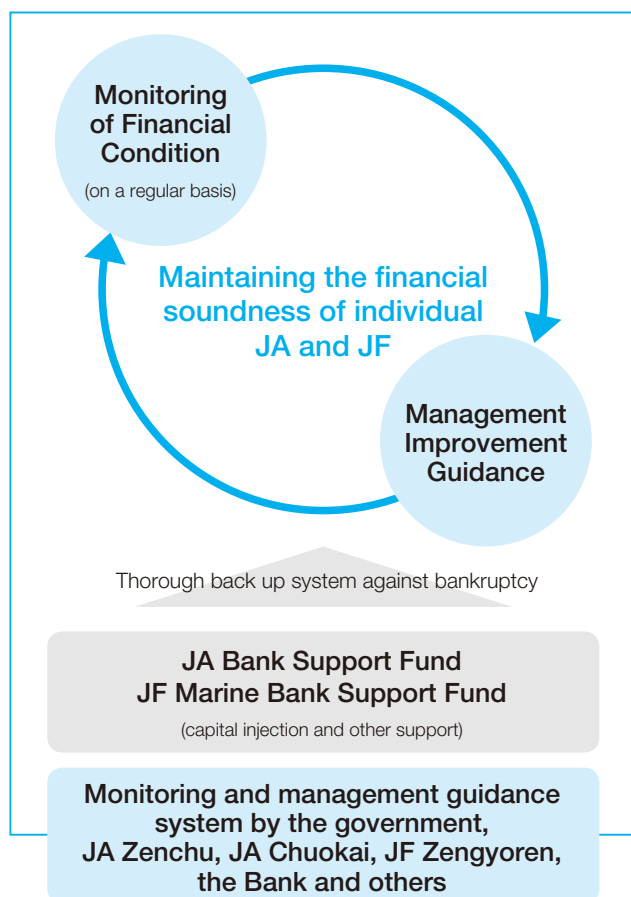 Monitoring
of Financial
Condition
(on a regular basis)
Maintaining the financial
soundness of individual
JA and JF
Management
Improvement
Guidance
Thorough back up system against bankruptcy
JA Bank Support Fund
JF Marine Bank Support Fund
(capital injection and other support)
Monitoring and management guidance
system by the government,
JA Zenchu, JA Chuokai, JF Zengyoren,
the Bank and others